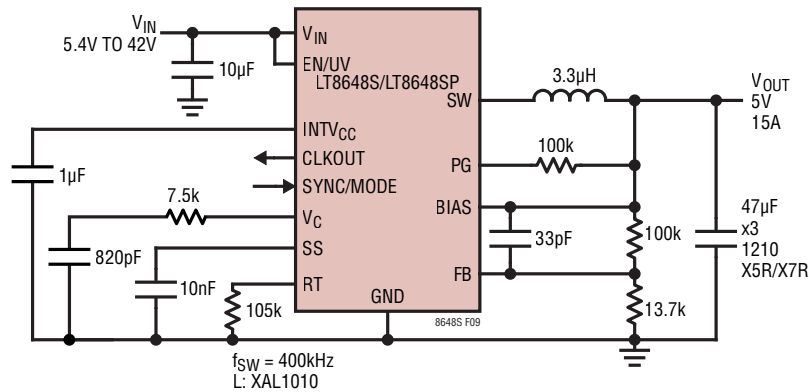 VIN
5.4V TO 42V
10µF
VIN
EN/UV
LT8648S/LT8648SP
SW
3.3µH
VOUT
5V
15A
INTVCC
1µF
CLKOUT
SYNC/MODE
PG
100k
7.5k
VC
BIAS
33pF
100k
47µF
x3
1210
X5R/X7R
820pF
SS
10nF
RT
105k
FB
13.7k
GND
8648S F09
fSW = 400kHz
L: XAL1010